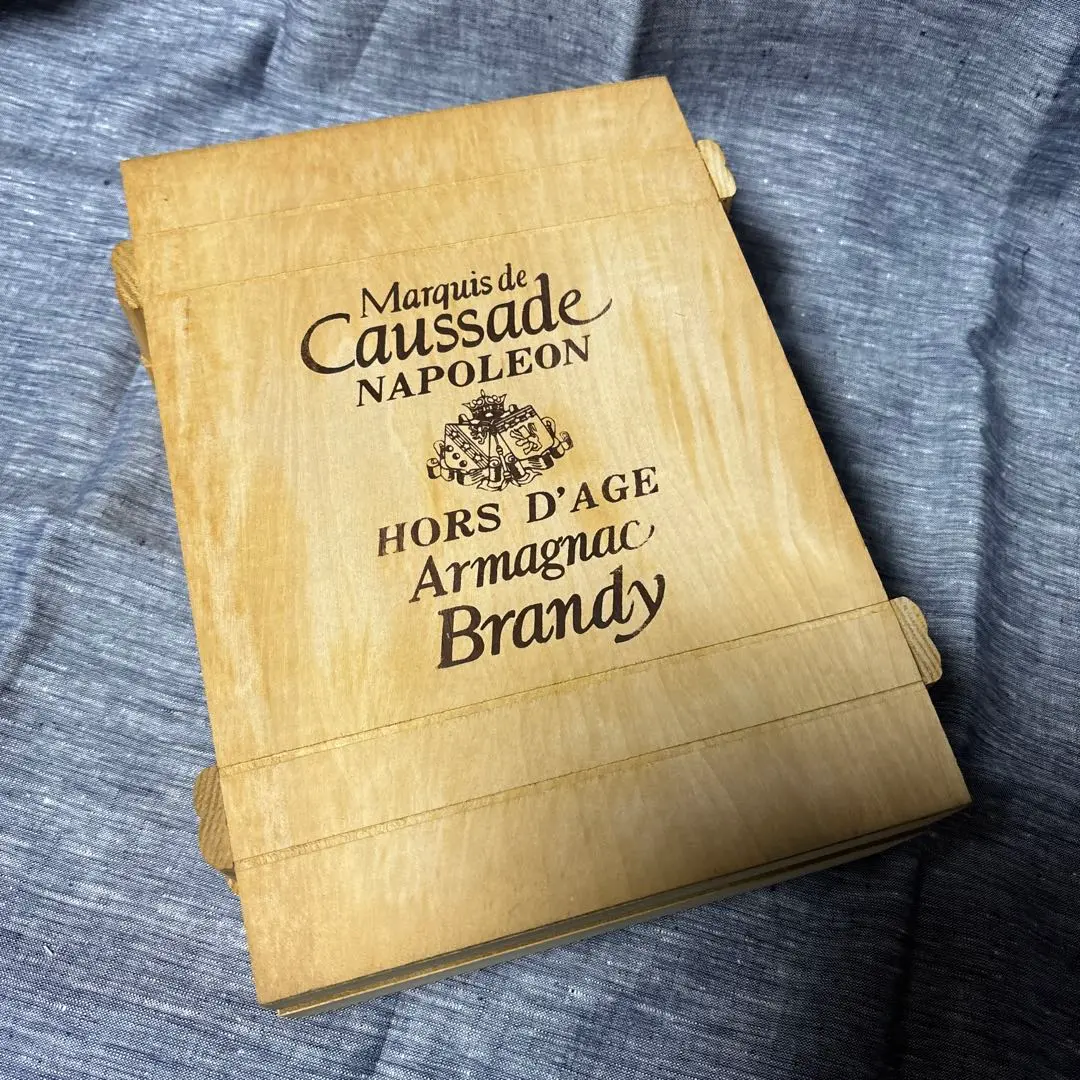 Marquis de
Caussade
NAPOLEON
HORS D'AGE
Armagnac
Brandy